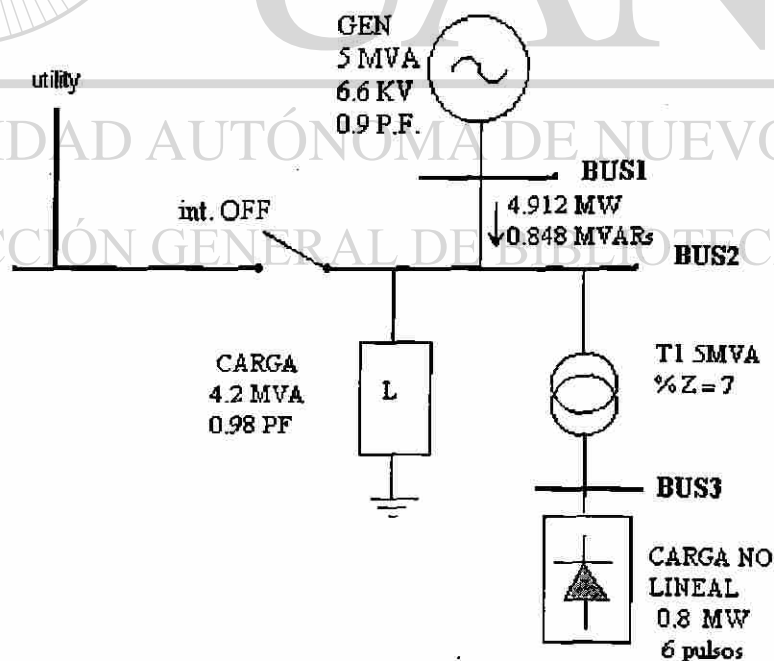 GEN
5 MVA
6.6 KV
0.9 P.F.
utility
DAD AUTÓNOMA DE NUEVO
BUS1
int. OFF
4.912 MW
0.848 MVARs
CCIÓN GENERAL DE BIBLIOTEC
BUS2
CARGA
4.2 MVA
0.98 PF
L
T1 5MVA
%Z=7
BUS3
CARGA NO
LINEAL
0.8 MW
6 pulsos